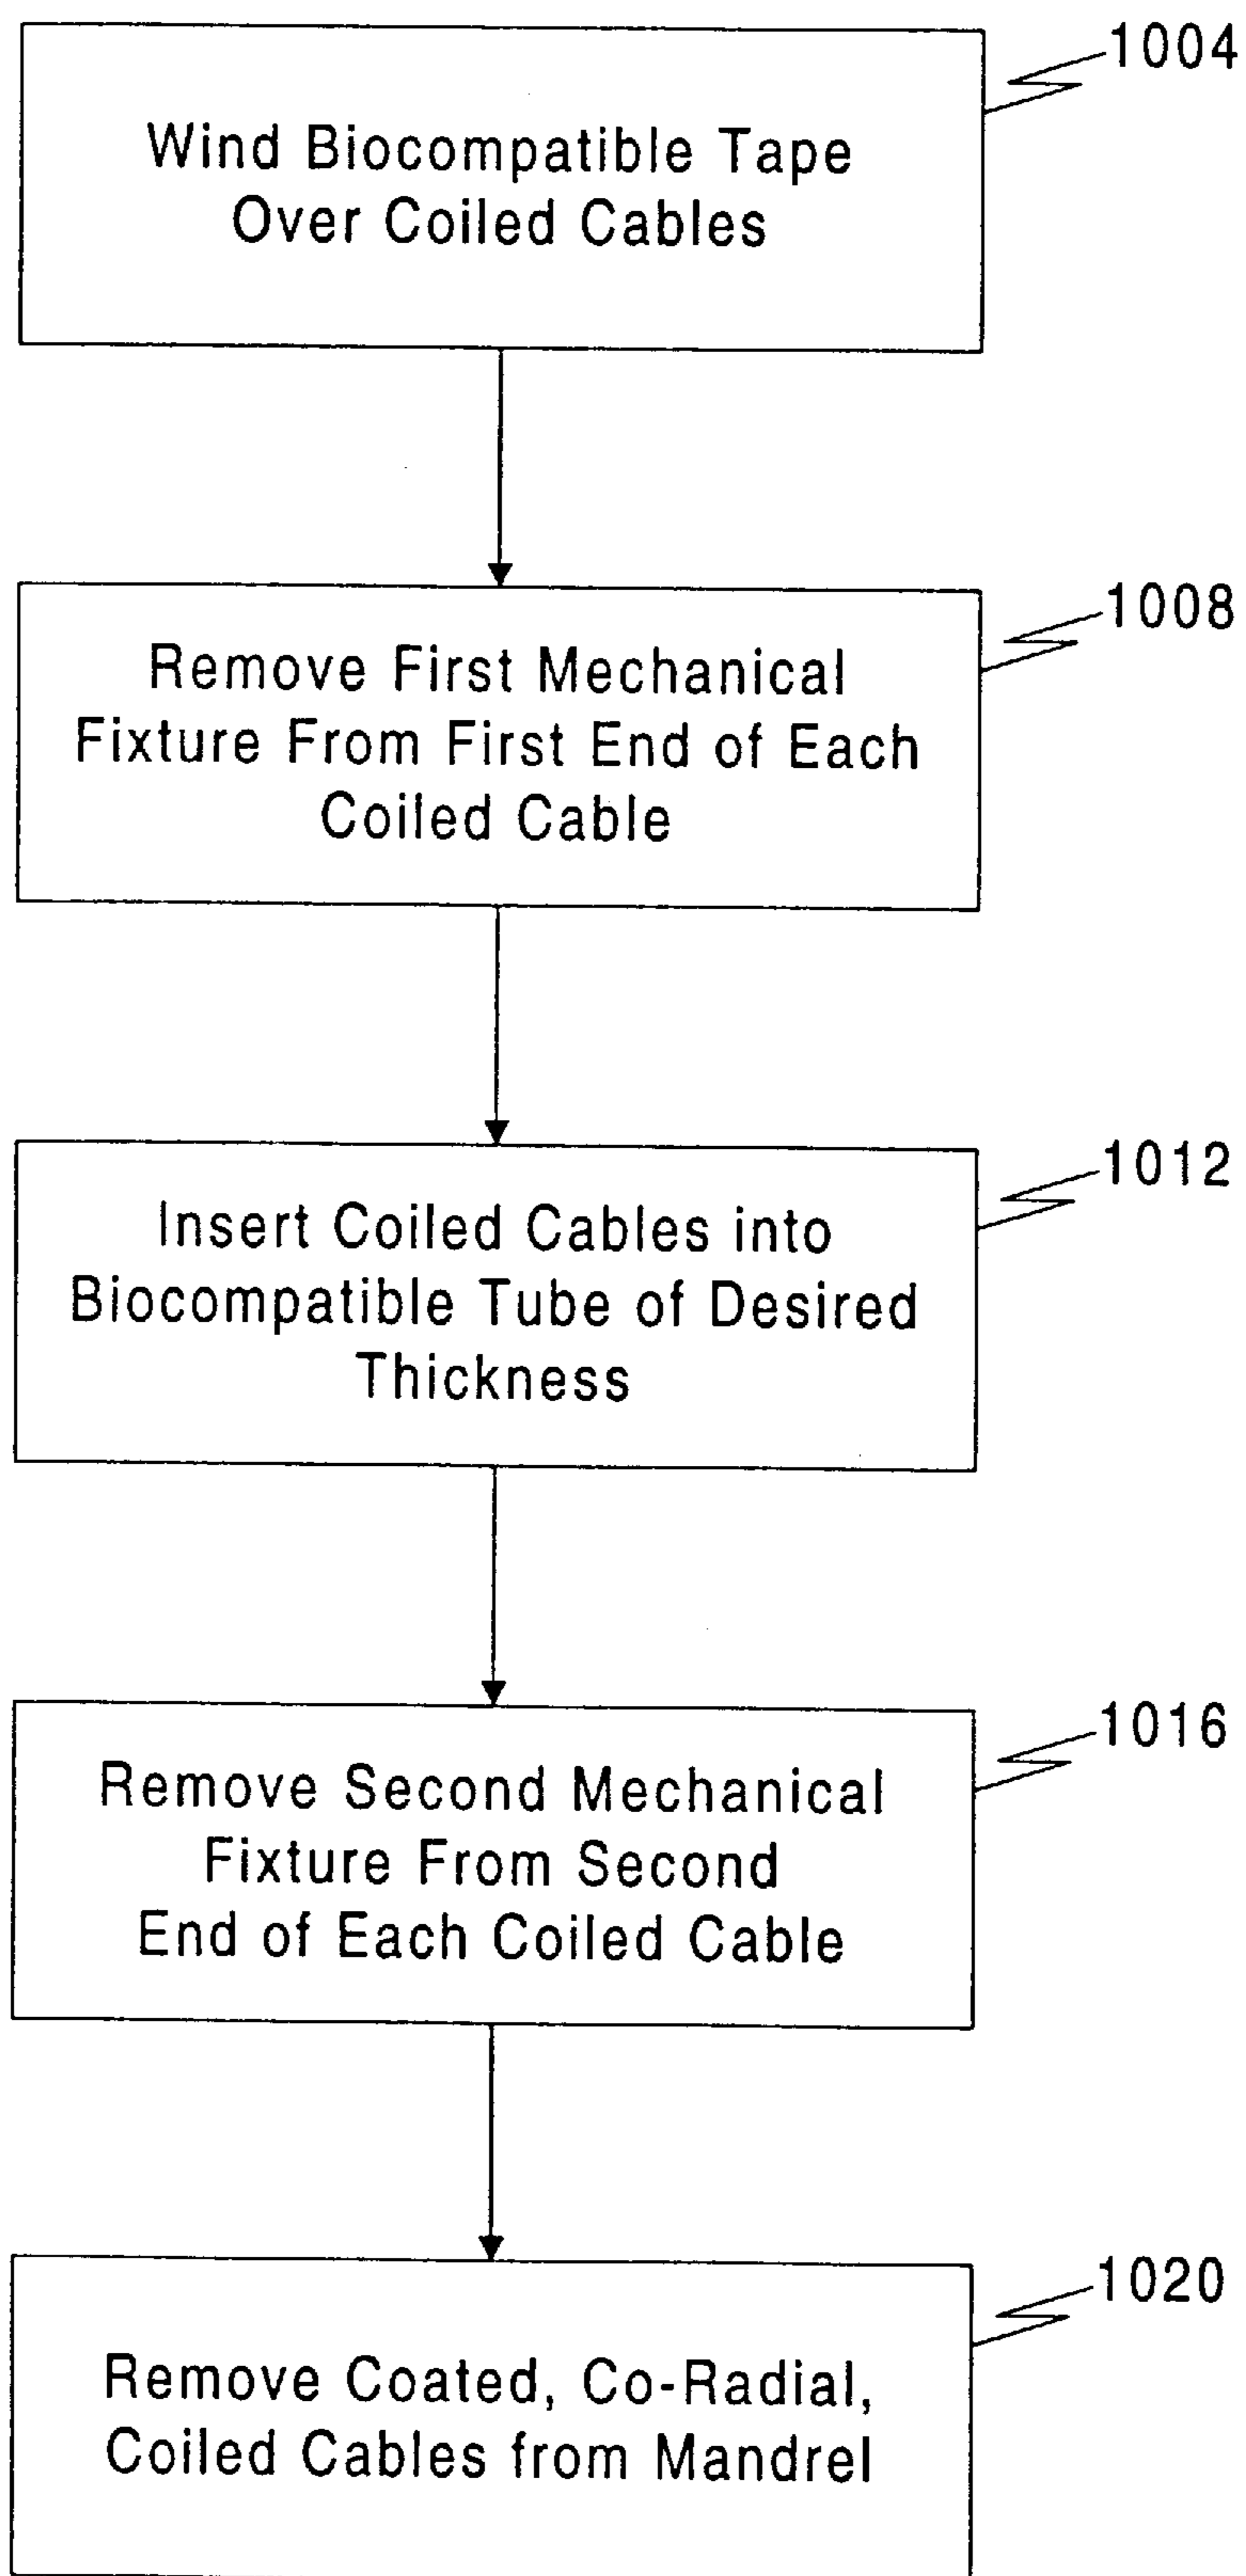 1004
Wind Biocompatible Tape
Over Coiled Cables
1008
Remove First Mechanical
Fixture From First End of Each
Coiled Cable
1012
Insert Coiled Cables into
Biocompatible Tube of Desired
Thickness
1016
Remove Second Mechanical
Fixture From Second
End of Each Coiled Cable
1020
Remove Coated, Co-Radial,
Coiled Cables from Mandrel